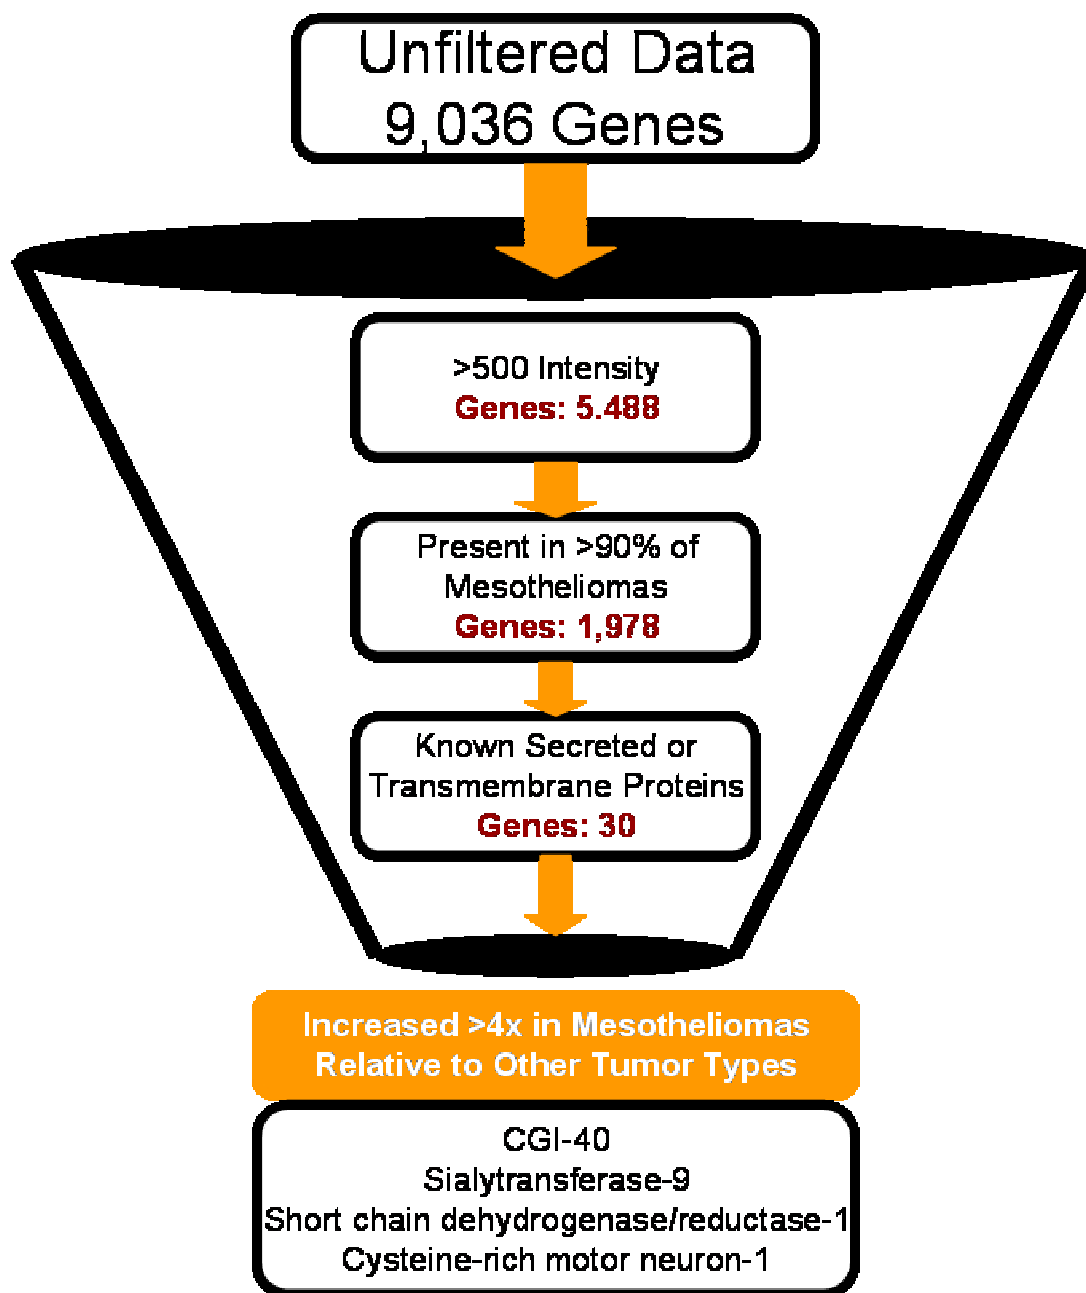 Unfiltered Data
9,036 Genes
>500 Intensity
Genes: 5.488
Present in >90% of
Mesotheliomas
Genes: 1,978
Known Secreted or
Transmembrane Proteins
Genes: 30
Increased >4x in Mesotheliomas
Relative to Other Tumor Types
CGI-40
Sialytransferase-9
Short chain dehydrogenase/reductase-1
Cysteine-rich motor neuron-1